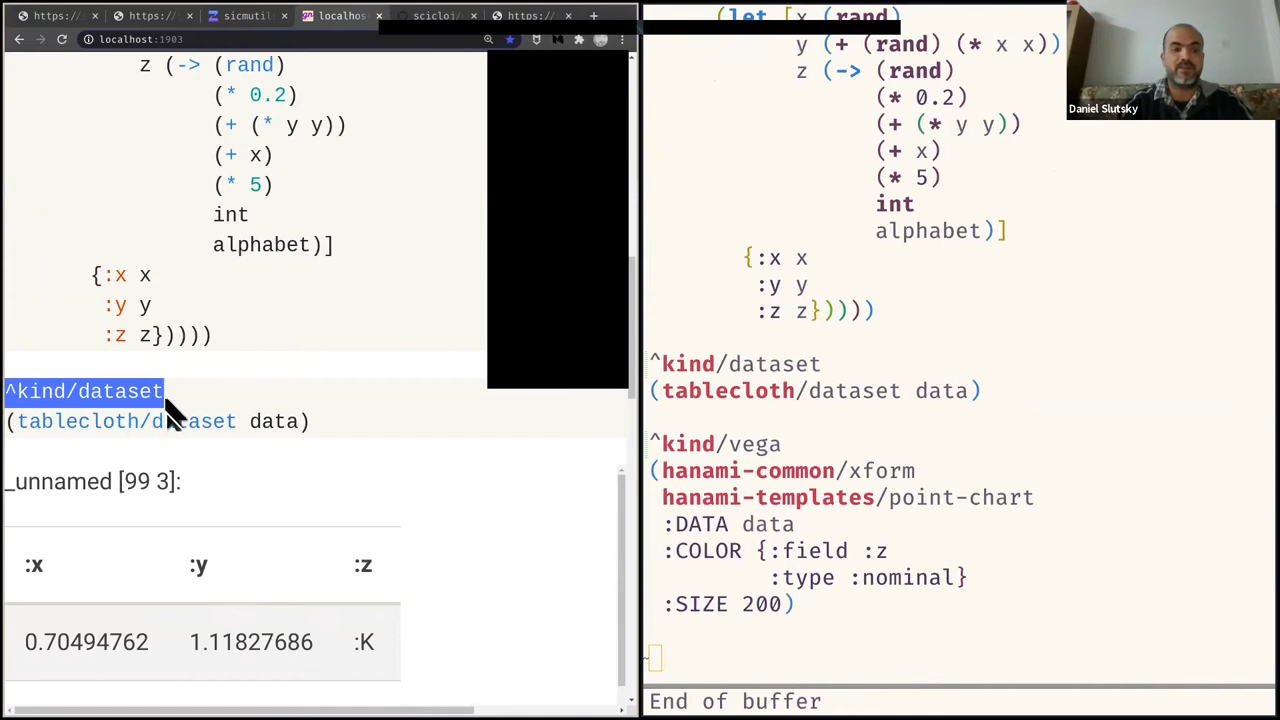 https:/
https:/
sicmutil
localhos
scicloj/
https:/
localhost:1903
z (-> (rand)
(* 0.2)
(+ (* y y))
(+ x)
(* 5)
int
alphabet)]
{:x x
:y y
:z z}))))
^kind/dataset
(tablecloth/dataset data)
_unnamed [99 3]:
:x :y :z
0.70494762 1.11827686 :K
(let [x (rand)
y (+ (rand) (* x x))
z (-> (rand)
(* 0.2)
(+ (* y y))
(+ x)
(* 5)
int
alphabet)]
{:x x
:y y
:z z}))))
^kind/dataset
(tablecloth/dataset data)
^kind/vega
(hanami-common/xform
hanami-templates/point-chart
:DATA data
:COLOR {:field :z
:type :nominal}
:SIZE 200)
~
End of buffer
Daniel Slutsky